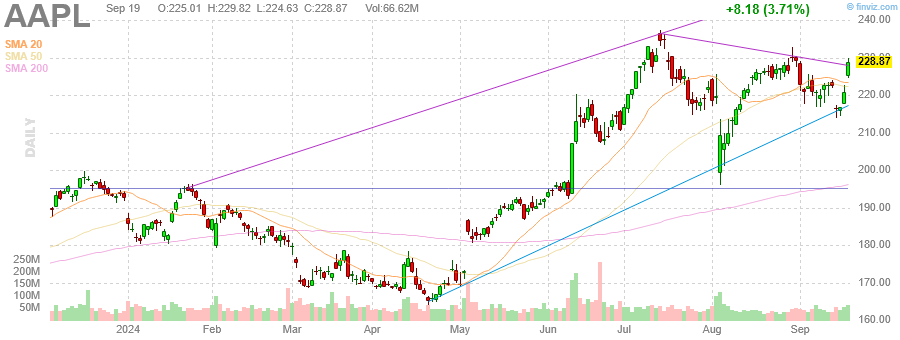 AAPL Sep 19 O:225.01 H:229.82 L:224.63 C:228.87 Vol:66.62M +8.18 (3.71%) © finviz.com
SMA 20
SMA 50
SMA 200
DAILY
240.00
230.00
228.87
220.00
210.00
200.00
190.00
180.00
170.00
160.00
250M
200M
150M
100M
50M
2024 Feb Mar Apr May Jun Jul Aug Sep